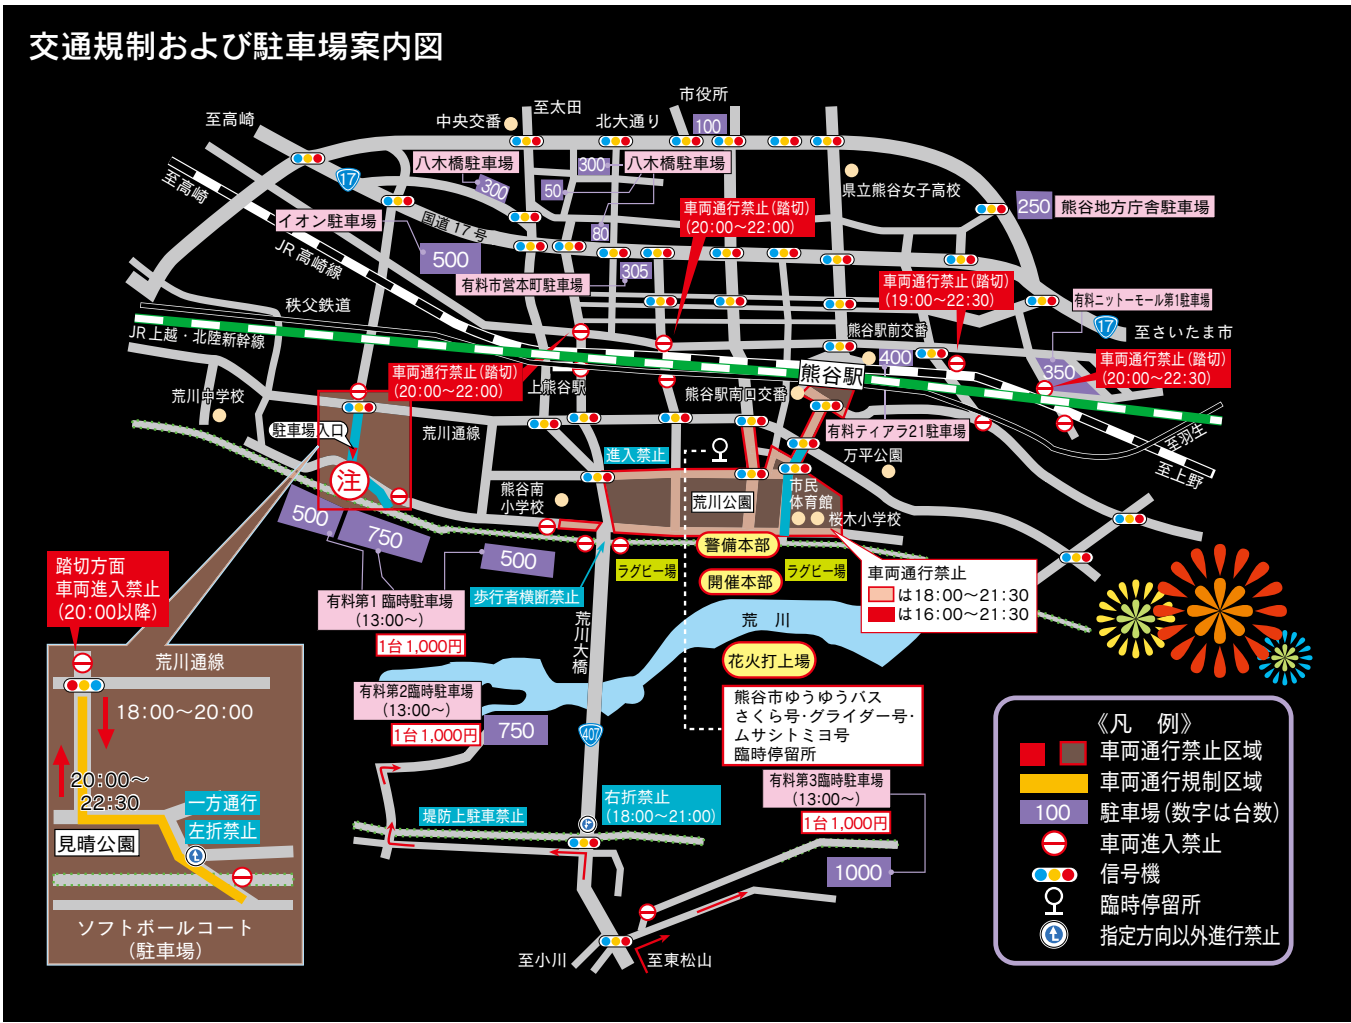 交通規制および駐車場案内図
至高崎
中央交番
至太田
北大通り
市役所
100
八木橋駐車場
300
300
八木橋駐車場
50
80
17
至高崎
イオン駐車場
国道17号
JR高崎線
500
有料市営本町駐車場
305
車両通行禁止(踏切)
(20:00〜22:00)
県立熊谷女子高校
250
熊谷地方庁舎駐車場
車両通行禁止(踏切)
(19:00〜22:30)
有料ニットーモール第1駐車場
17
至さいたま市
秩父鉄道
JR上越・北陸新幹線
熊谷駅前交番
400
350
車両通行禁止(踏切)
(20:00〜22:30)
車両通行禁止(踏切)
(20:00〜22:00)
上熊谷駅
熊谷駅
熊谷駅南口交番
荒川中学校
駐車場入口
荒川通線
注
有料ティアラ21駐車場
至羽生
至上野
進入禁止
万平公園
熊谷南
小学校
荒川公園
市民
体育館
桜木小学校
500
750
500
警備本部
開催本部
ラグビー場
ラグビー場
歩行者横断禁止
有料第1臨時駐車場
(13:00〜)
1台1,000円
車両通行禁止
は18:00〜21:30
は16:00〜21:30
荒川大橋
荒 川
花火打上場
有料第2臨時駐車場
(13:00〜)
1台1,000円
750
407
熊谷市ゆうゆうバス
さくら号・グライダー号・
ムサシトミヨ号
臨時停留所
有料第3臨時駐車場
(13:00〜)
1台1,000円
1000
堤防上駐車禁止
右折禁止
(18:00〜21:00)
至小川
至東松山
踏切方面
車両進入禁止
(20:00以降)
荒川通線
18:00〜20:00
20:00〜
22:30
一方通行
左折禁止
見晴公園
ソフトボールコート
(駐車場)
《凡 例》
車両通行禁止区域
車両通行規制区域
100
駐車場(数字は台数)
車両進入禁止
信号機
臨時停留所
指定方向以外進行禁止